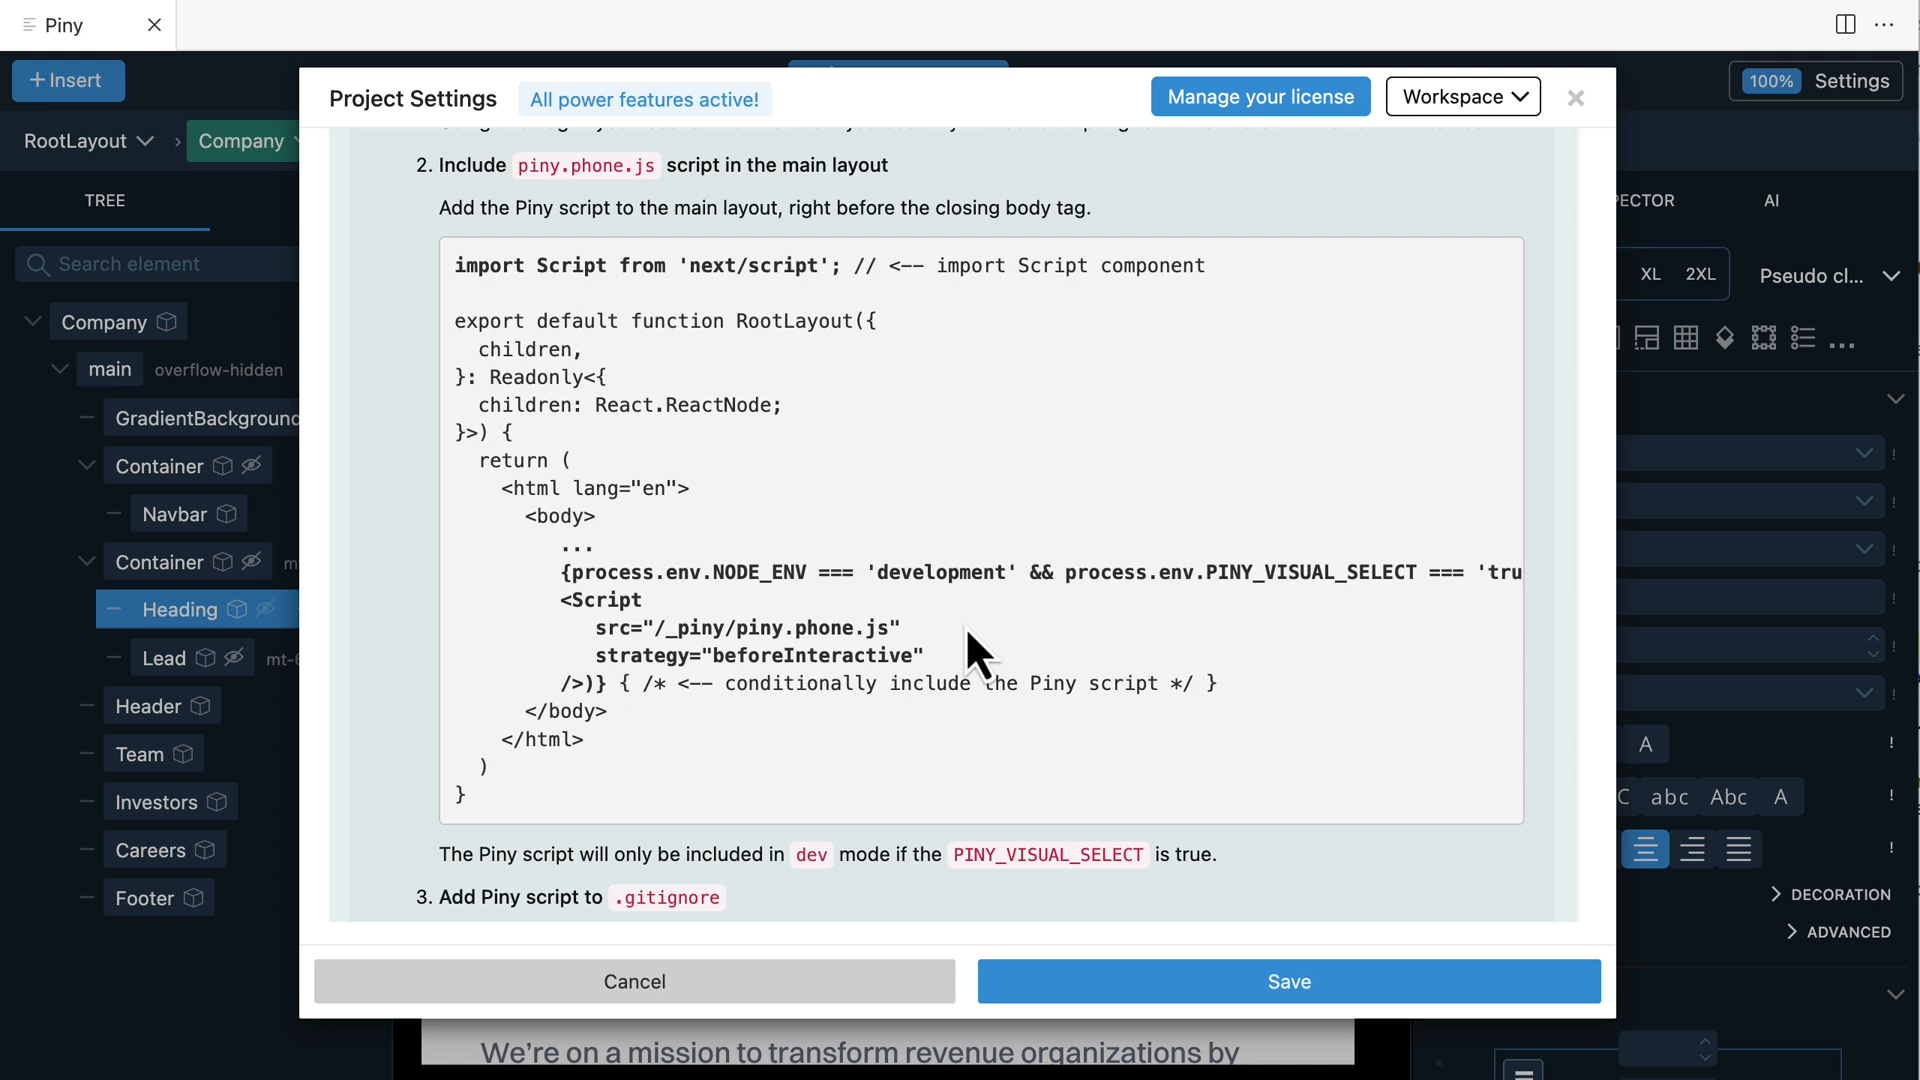 Piny
+ Insert
Project Settings
All power features active!
Manage your license
Workspace
100%
Settings
RootLayout
Company
TREE
Search element
Company
main
overflow-hidden
GradientBackground
Container
Navbar
Container
Heading
Lead
Header
Team
Investors
Careers
Footer
2. Include piny.phone.js script in the main layout
Add the Piny script to the main layout, right before the closing body tag.
import Script from 'next/script'; // <-- import Script component
export default function RootLayout({
children,
}: Readonly<{
children: React.ReactNode;
}>) {
return (
<html lang="en">
<body>
...
{process.env.NODE_ENV === 'development' && process.env.PINY_VISUAL_SELECT === 'tru
<Script
src="/_piny/piny.phone.js"
strategy="beforeInteractive"
/>)} { /* <-- conditionally include the Piny script */ }
</body>
</html>
)
}
The Piny script will only be included in dev mode if the PINY_VISUAL_SELECT is true.
3. Add Piny script to .gitignore
Cancel
Save
PECTOR
AI
XL
2XL
Pseudo cl...
A
C abc Abc A
DECORATION
ADVANCED
We're on a mission to transform revenue organizations by